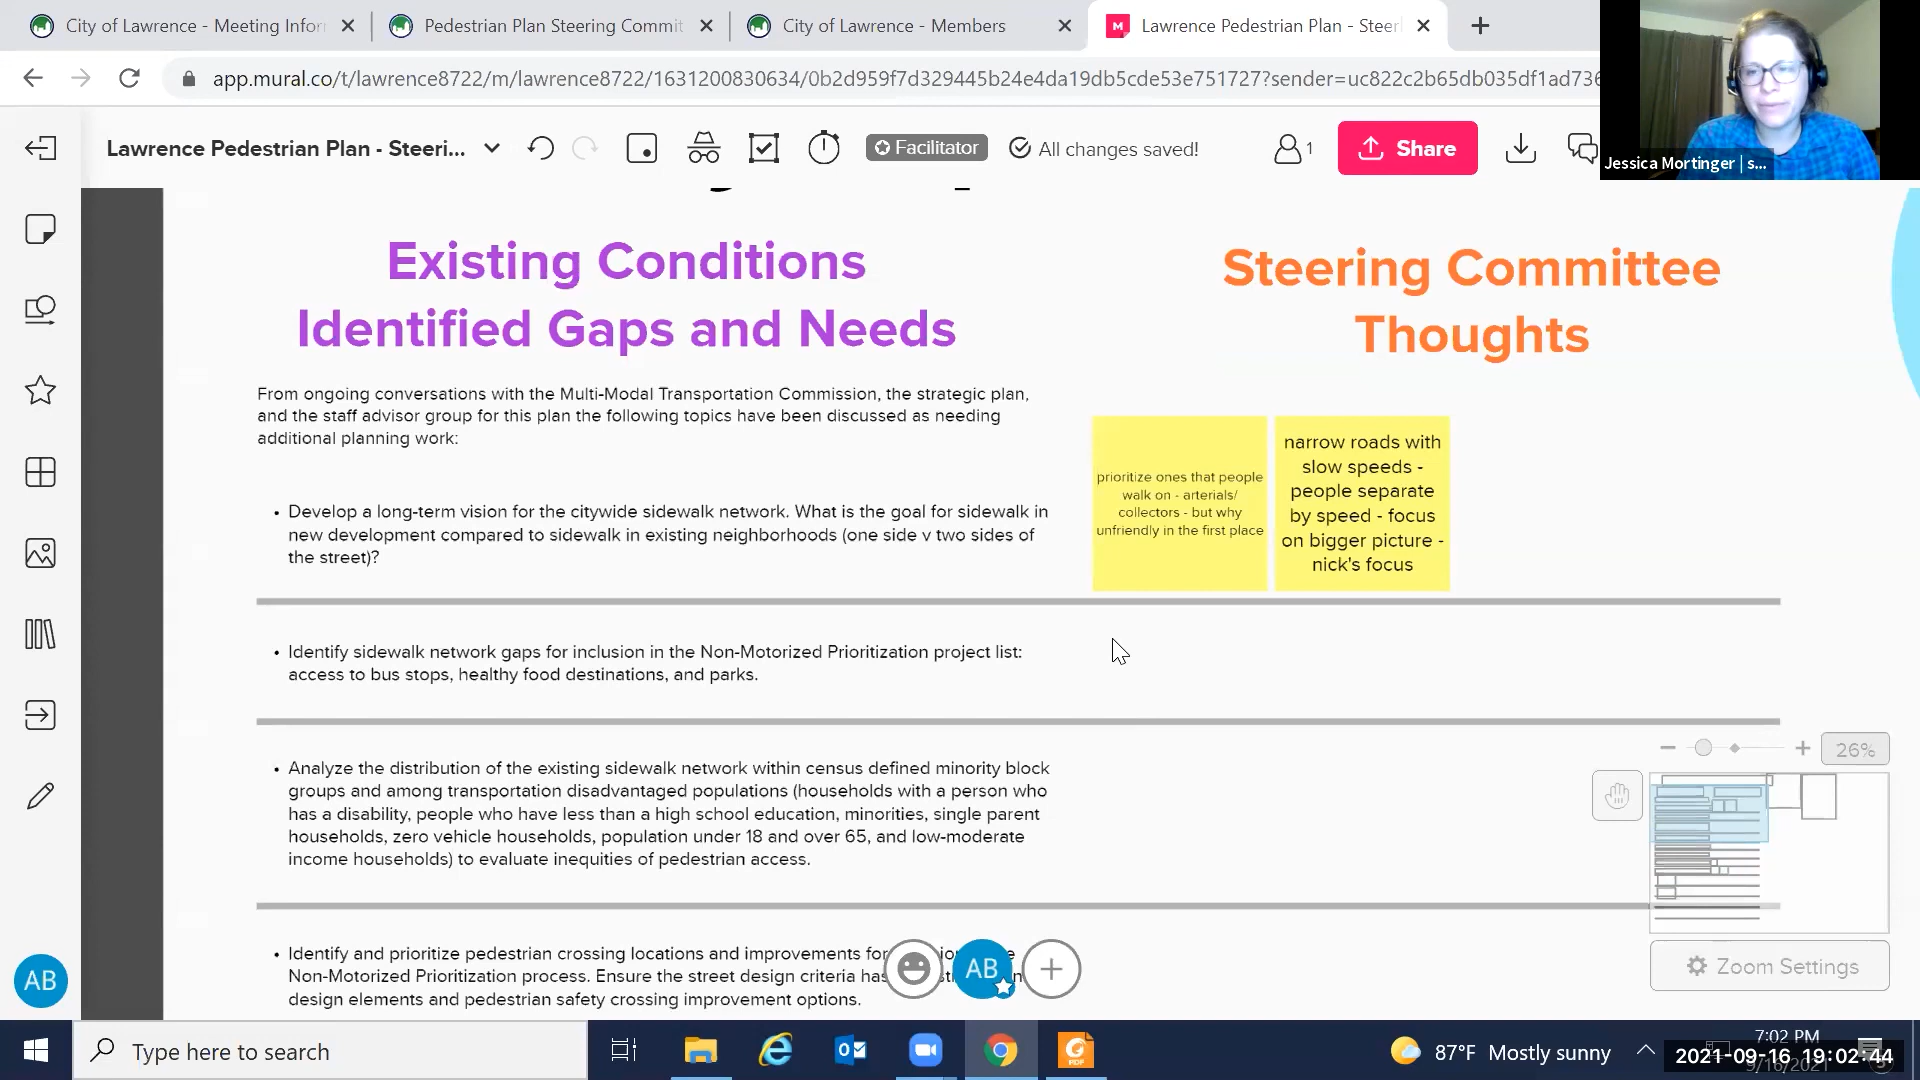 City of Lawrence - Meeting Infor
Pedestrian Plan Steering Commit
City of Lawrence - Members
Lawrence Pedestrian Plan - Steer
app.mural.co/t/lawrence8722/m/lawrence8722/1631200830634/0b2d959f7d329445b24e4da19db5cde53e751727?sender=uc822c2b65db035df1ad736
Jessica Mortinger | s...
Lawrence Pedestrian Plan - Steeri...
Facilitator
All changes saved!
1
Share
Existing Conditions
Identified Gaps and Needs
Steering Committee
Thoughts
From ongoing conversations with the Multi-Modal Transportation Commission, the strategic plan,
and the staff advisor group for this plan the following topics have been discussed as needing
additional planning work:
• Develop a long-term vision for the citywide sidewalk network. What is the goal for sidewalk in
new development compared to sidewalk in existing neighborhoods (one side v two sides of
the street)?
prioritize ones that people
walk on - arterials/
collectors - but why
unfriendly in the first place
narrow roads with
slow speeds -
people separate
by speed - focus
on bigger picture -
nick's focus
• Identify sidewalk network gaps for inclusion in the Non-Motorized Prioritization project list:
access to bus stops, healthy food destinations, and parks.
• Analyze the distribution of the existing sidewalk network within census defined minority block
groups and among transportation disadvantaged populations (households with a person who
has a disability, people who have less than a high school education, minorities, single parent
households, zero vehicle households, population under 18 and over 65, and low-moderate
income households) to evaluate inequities of pedestrian access.
• Identify and prioritize pedestrian crossing locations and improvements for
Non-Motorized Prioritization process. Ensure the street design criteria has
design elements and pedestrian safety crossing improvement options.
26%
Zoom Settings
AB
AB
Type here to search
PDF
87°F Mostly sunny
7:02 PM
9/16/2021
2021-09-16 19:02:44